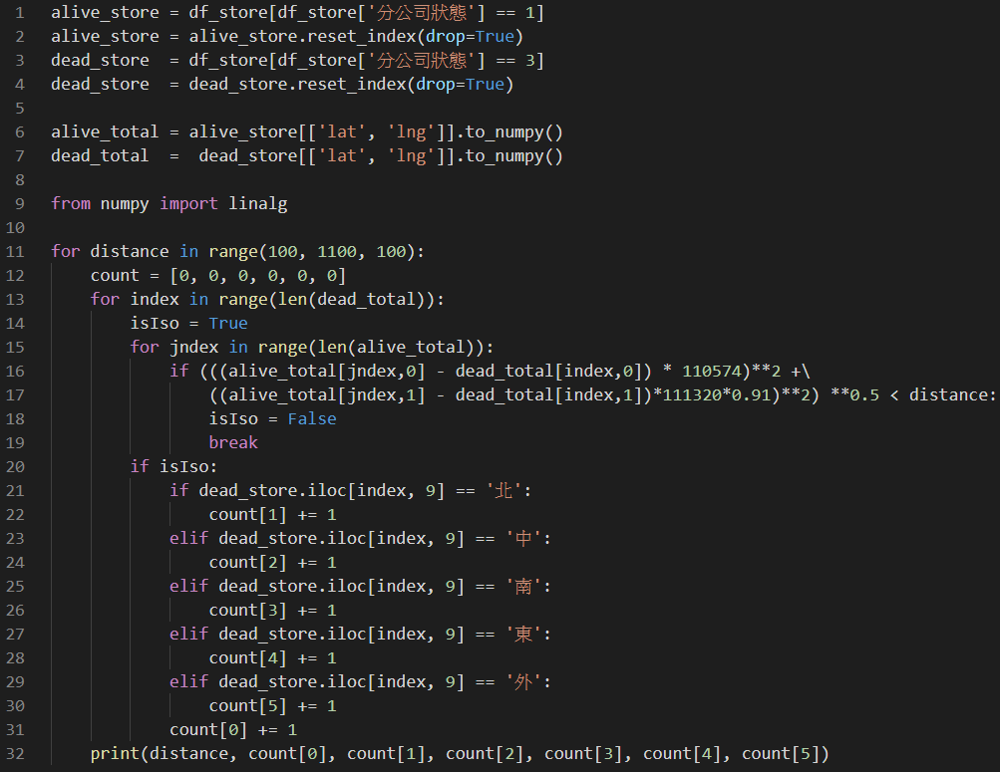 1 alive_store = df_store[df_store['分公司狀態'] == 1]
2 alive_store = alive_store.reset_index(drop=True)
3 dead_store  = df_store[df_store['分公司狀態'] == 3]
4 dead_store  = dead_store.reset_index(drop=True)
5
6 alive_total = alive_store[['lat', 'lng']].to_numpy()
7 dead_total  =  dead_store[['lat', 'lng']].to_numpy()
8
9 from numpy import linalg
10
11 for distance in range(100, 1100, 100):
12     count = [0, 0, 0, 0, 0, 0]
13     for index in range(len(dead_total)):
14         isIso = True
15         for jndex in range(len(alive_total)):
16             if (((alive_total[jndex,0] - dead_total[index,0]) * 110574)**2 +\
17                 ((alive_total[jndex,1] - dead_total[index,1])*111320*0.91)**2) **0.5 < distance:
18                 isIso = False
19                 break
20         if isIso:
21             if dead_store.iloc[index, 9] == '北':
22                 count[1] += 1
23             elif dead_store.iloc[index, 9] == '中':
24                 count[2] += 1
25             elif dead_store.iloc[index, 9] == '南':
26                 count[3] += 1
27             elif dead_store.iloc[index, 9] == '東':
28                 count[4] += 1
29             elif dead_store.iloc[index, 9] == '外':
30                 count[5] += 1
31             count[0] += 1
32     print(distance, count[0], count[1], count[2], count[3], count[4], count[5])